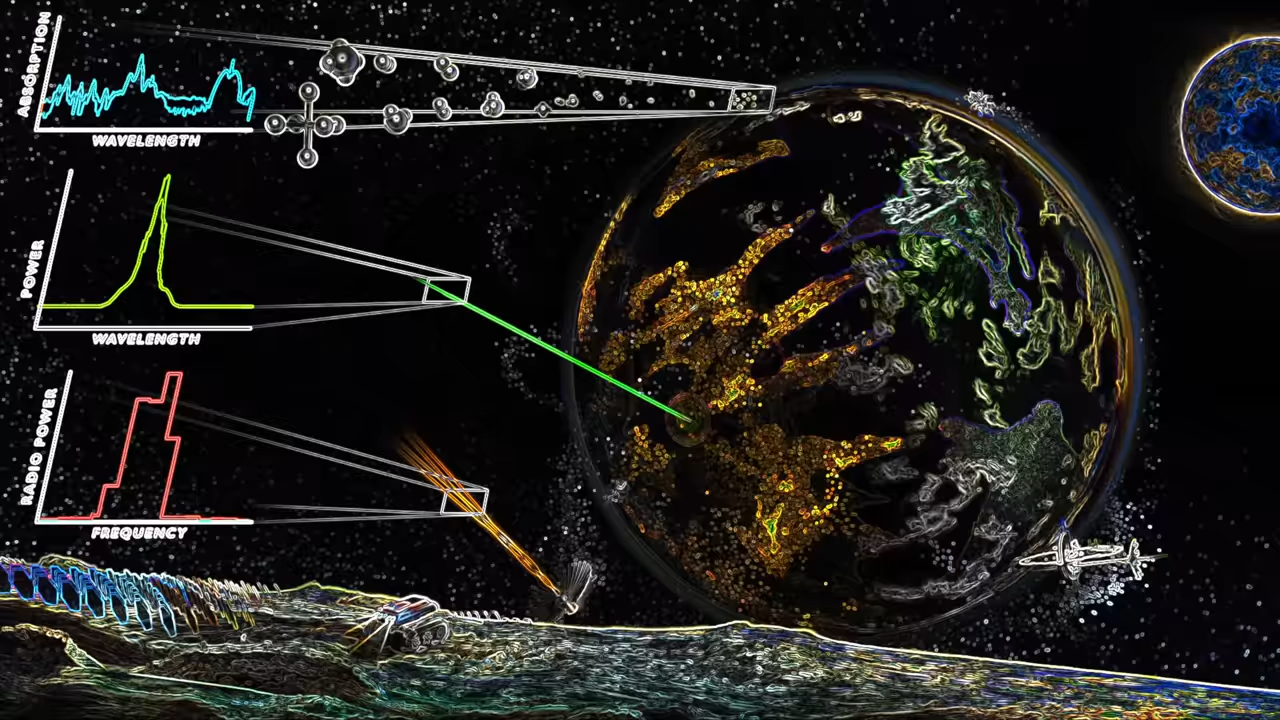 ABSORPTION
WAVELENGTH
POWER
WAVELENGTH
RADIO POWER
FREQUENCY